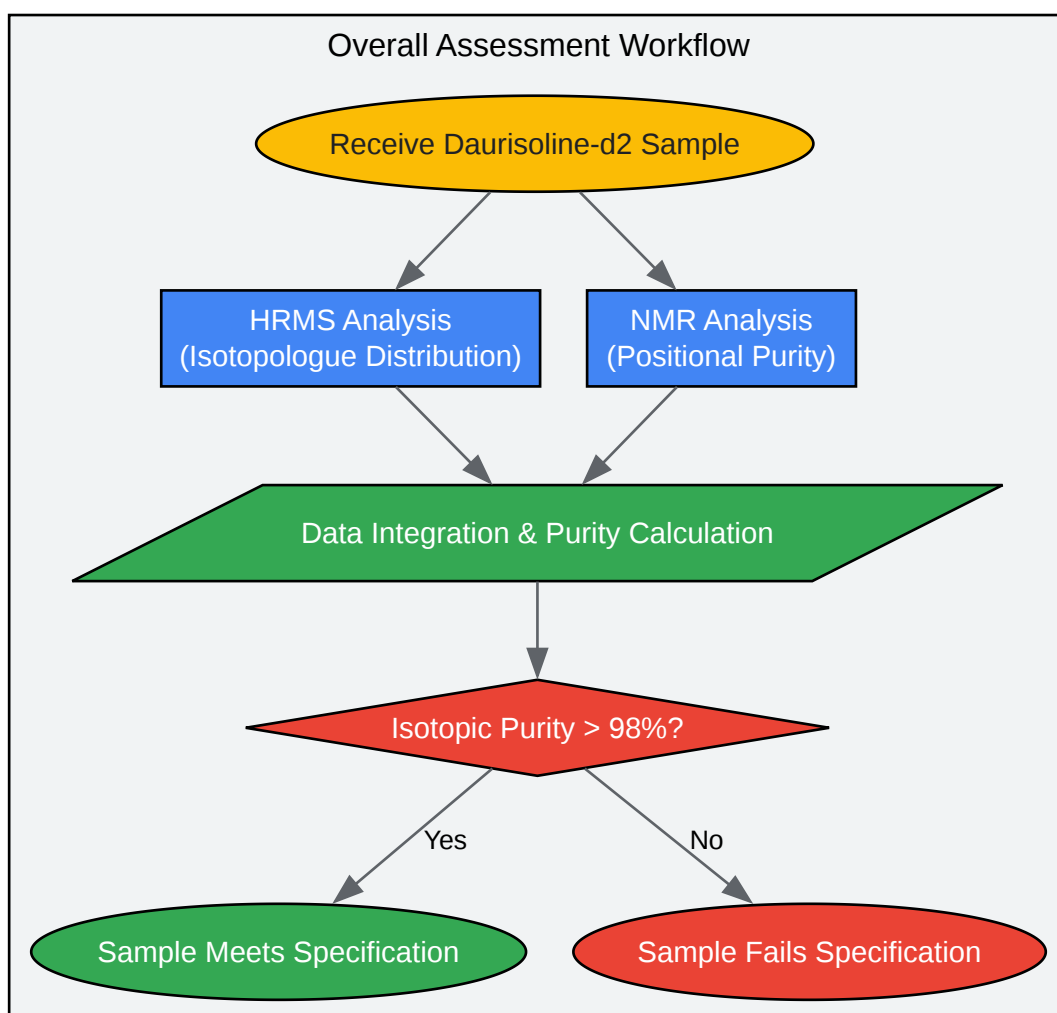 Overall Assessment Workflow
Receive Daurisoline-d2 Sample
HRMS Analysis
(Isotopologue Distribution)
NMR Analysis
(Positional Purity)
Data Integration & Purity Calculation
Isotopic Purity > 98%?
Yes
No
Sample Meets Specification
Sample Fails Specification